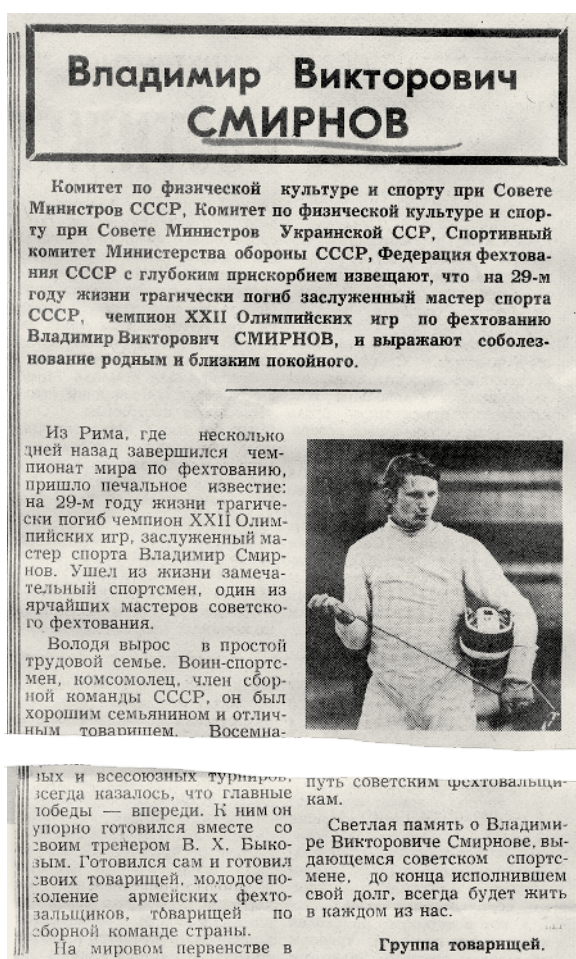 Владимир Викторович
СМИРНОВ
Комитет по физической культуре и спорту при Совете
Министров СССР, Комитет по физической культуре и спор-
ту при Совете Министров Украинской ССР, Спортивный
комитет Министерства обороны СССР, Федерация фехтова-
ния СССР с глубоким прискорбием извещают, что на 29-м
году жизни трагически погиб заслуженный мастер спорта
СССР, чемпион XXII Олимпийских игр по фехтованию
Владимир Викторович СМИРНОВ, и выражают соболез-
нование родным и близким покойного.
Из Рима, где несколько
дней назад завершился чем-
пионат мира по фехтованию,
пришло печальное известие:
на 29-м году жизни трагиче-
ски погиб чемпион XXII Олим-
пийских игр, заслуженный ма-
стер спорта Владимир Смир-
нов. Ушел из жизни замеча-
тельный спортсмен, один из
ярчайших мастеров советско-
го фехтования.
Володя вырос в простой
трудовой семье. Воин-спортс-
мен, комсомолец, член сбор-
ной команды СССР, он был
хорошим семьянином и отлич-
ным товарищем. Восемна-
ых и всесоюзных турниров,
всегда казалось, что главные
победы — впереди. К ним он
упорно готовился вместе со
своим тренером В. Х. Быко-
вым. Готовился сам и готовил
своих товарищей, молодое по-
коление армейских фехто-
вальщиков, товарищей по
сборной команде страны.
На мировом первенстве в
путь советским фехтовальщи-
кам.
Светлая память о Владими-
ре Викторовиче Смирнове, вы-
дающемся советском спортс-
мене, до конца исполнившем
свой долг, всегда будет жить
в каждом из нас.
Группа товарищей.